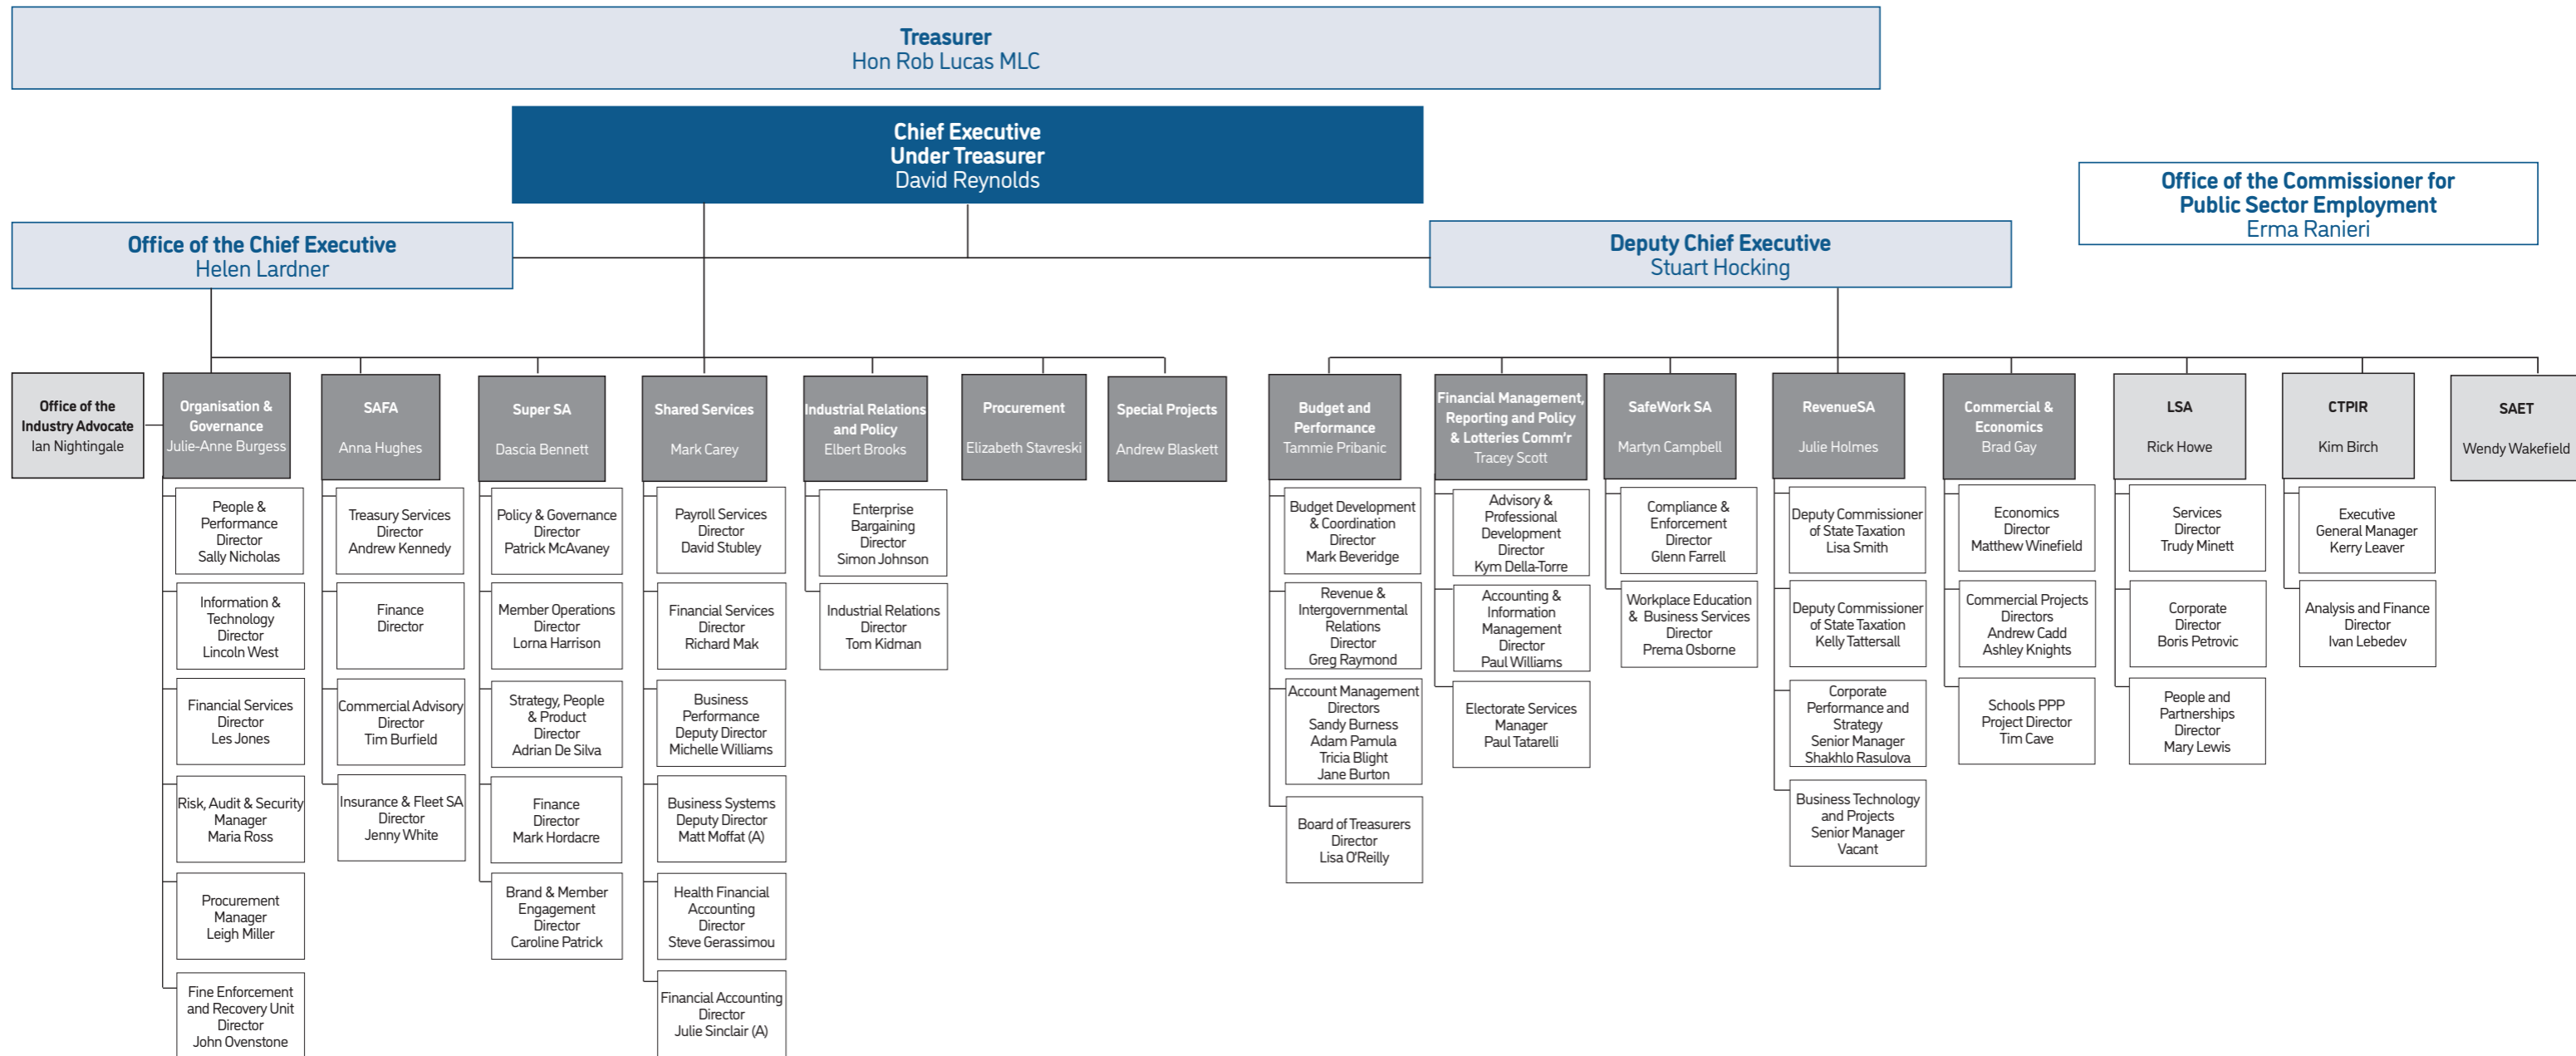 Treasurer
Hon Rob Lucas MLC
Chief Executive
Under Treasurer
David Reynolds
Office of the Commissioner for
Public Sector Employment
Erma Ranieri
Office of the Chief Executive
Helen Lardner
Deputy Chief Executive
Stuart Hocking
Office of the
Industry Advocate
Ian Nightingale
Organisation &
Governance
Julie-Anne Burgess
People &
Performance
Director
Sally Nicholas
Information &
Technology
Director
Lincoln West
Financial Services
Director
Les Jones
Risk, Audit & Security
Manager
Maria Ross
Procurement
Manager
Leigh Miller
Fine Enforcement
and Recovery Unit
Director
John Ovenstone
SAFA
Anna Hughes
Treasury Services
Director
Andrew Kennedy
Finance
Director
Commercial Advisory
Director
Tim Burfield
Insurance & Fleet SA
Director
Jenny White
Super SA
Dascia Bennett
Policy & Governance
Director
Patrick McAvaney
Member Operations
Director
Lorna Harrison
Strategy, People
& Product
Director
Adrian De Silva
Finance
Director
Mark Hordacre
Brand & Member
Engagement
Director
Caroline Patrick
Shared Services
Mark Carey
Payroll Services
Director
David Stubley
Financial Services
Director
Richard Mak
Business
Performance
Deputy Director
Michelle Williams
Business Systems
Deputy Director
Matt Moffat (A)
Health Financial
Accounting
Director
Steve Gerassimou
Financial Accounting
Director
Julie Sinclair (A)
Industrial Relations
and Policy
Elbert Brooks
Enterprise
Bargaining
Director
Simon Johnson
Industrial Relations
Director
Tom Kidman
Procurement
Elizabeth Stavreski
Special Projects
Andrew Blaskett
Budget and
Performance
Tammie Pribanic
Budget Development
& Coordination
Director
Mark Beveridge
Revenue &
Intergovernmental
Relations
Director
Greg Raymond
Account Management
Directors
Sandy Burness
Adam Pamula
Tricia Blight
Jane Burton
Board of Treasurers
Director
Lisa O'Reilly
Financial Management,
Reporting and Policy
& Lotteries Comm'r
Tracey Scott
Advisory &
Professional
Development
Director
Kym Della-Torre
Accounting &
Information
Management
Director
Paul Williams
Electorate Services
Manager
Paul Tatarelli
SafeWork SA
Martyn Campbell
Compliance &
Enforcement
Director
Glenn Farrell
Workplace Education
& Business Services
Director
Prema Osborne
RevenueSA
Julie Holmes
Deputy Commissioner
of State Taxation
Lisa Smith
Deputy Commissioner
of State Taxation
Kelly Tattersall
Corporate
Performance and
Strategy
Senior Manager
Shakhlo Rasulova
Business Technology
and Projects
Senior Manager
Vacant
Commercial &
Economics
Brad Gay
Economics
Director
Matthew Winefield
Commercial Projects
Directors
Andrew Cadd
Ashley Knights
Schools PPP
Project Director
Tim Cave
LSA
Rick Howe
Services
Director
Trudy Minett
Corporate
Director
Boris Petrovic
People and
Partnerships
Director
Mary Lewis
CTPIR
Kim Birch
Executive
General Manager
Kerry Leaver
Analysis and Finance
Director
Ivan Lebedev
SAET
Wendy Wakefield